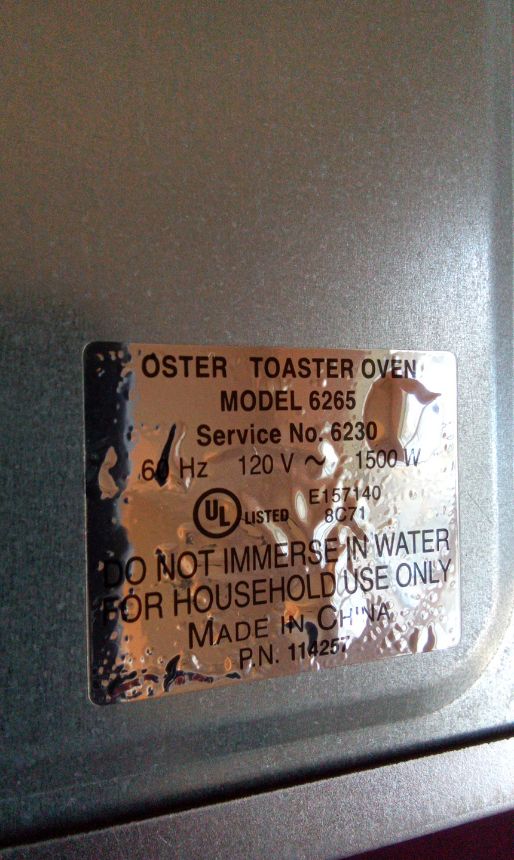 OSTER TOASTER OVEN
MODEL 6265
Service No. 6230
60 Hz 120 V ~ 1500 W
UL LISTED E157140
8C71
DO NOT IMMERSE IN WATER
FOR HOUSEHOLD USE ONLY
MADE IN CHINA
P.N. 114257